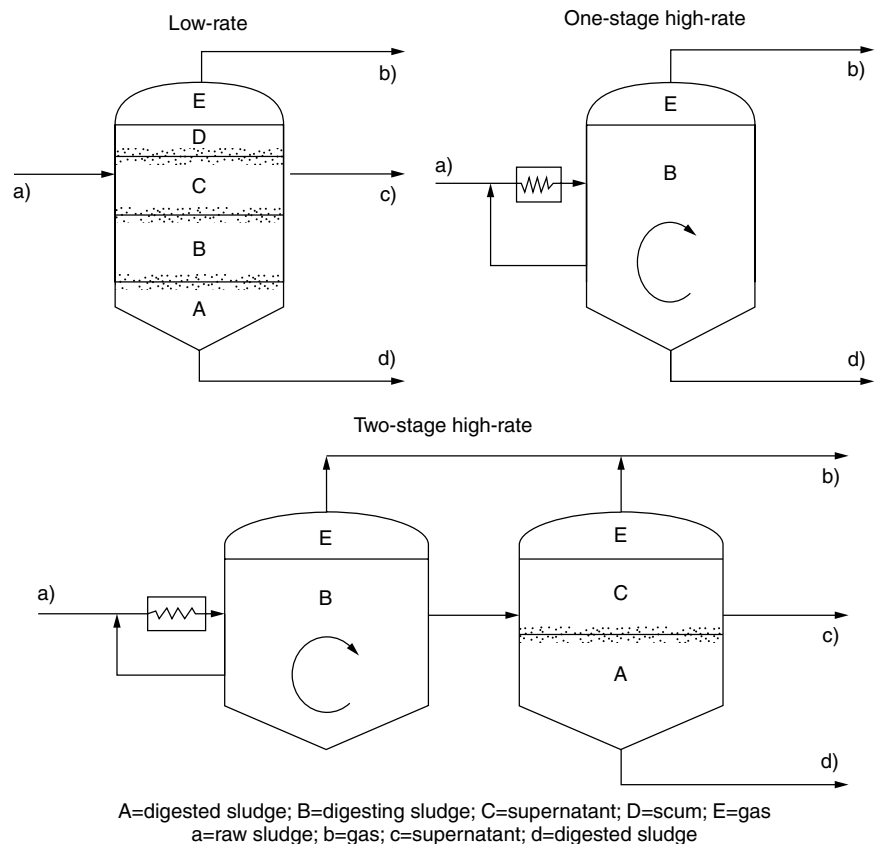 Low-rate
One-stage high-rate
b)
b)
E
E
D
a)
a)
C
c)
B
B
A
d)
d)
Two-stage high-rate
b)
E
E
a)
B
C
c)
A
d)
A=digested sludge; B=digesting sludge; C=supernatant; D=scum; E=gas
a=raw sludge; b=gas; c=supernatant; d=digested sludge